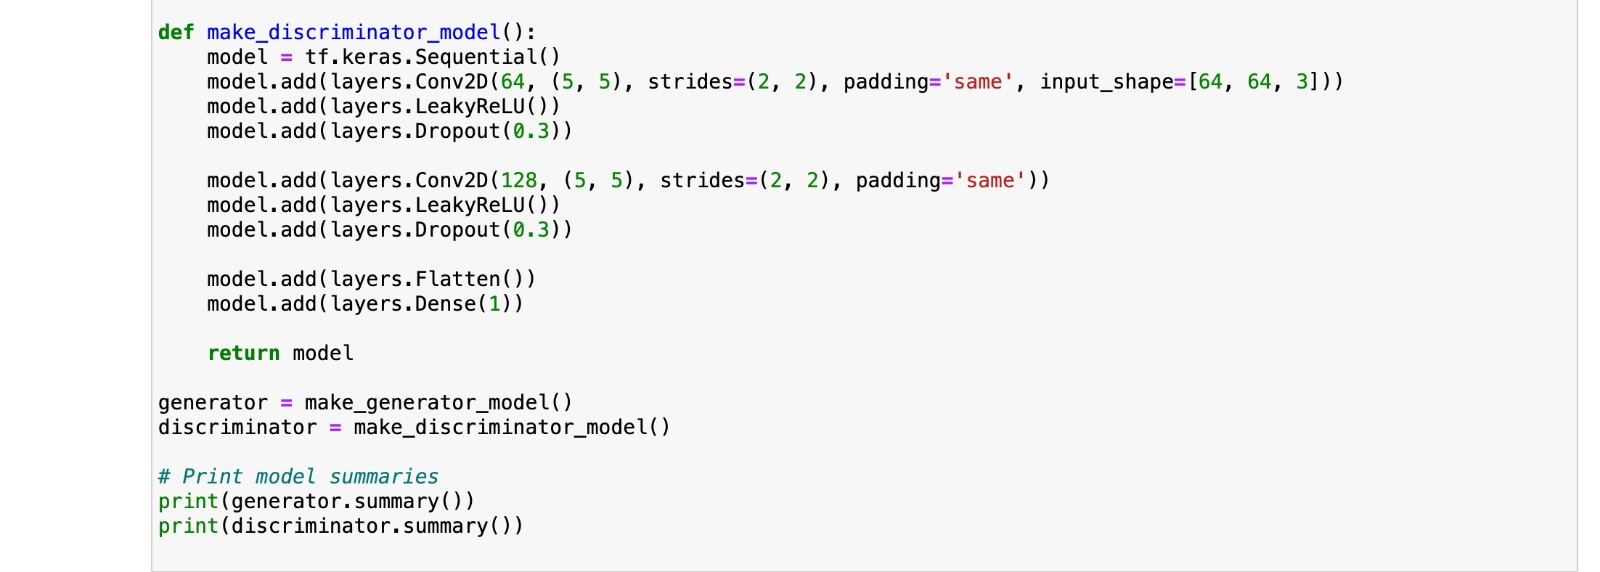 def make_discriminator_model():
    model = tf.keras.Sequential()
    model.add(layers.Conv2D(64, (5, 5), strides=(2, 2), padding='same', input_shape=[64, 64, 3]))
    model.add(layers.LeakyReLU())
    model.add(layers.Dropout(0.3))

    model.add(layers.Conv2D(128, (5, 5), strides=(2, 2), padding='same'))
    model.add(layers.LeakyReLU())
    model.add(layers.Dropout(0.3))

    model.add(layers.Flatten())
    model.add(layers.Dense(1))

    return model

generator = make_generator_model()
discriminator = make_discriminator_model()

# Print model summaries
print(generator.summary())
print(discriminator.summary())